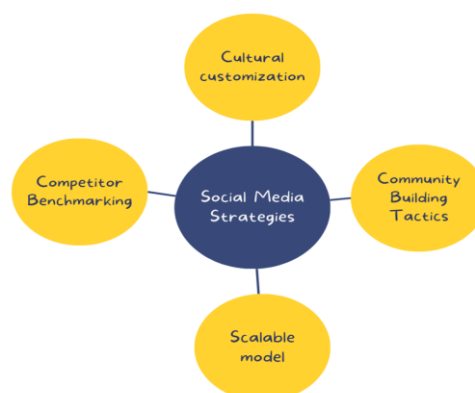 Cultural
customization
Competitor
Benchmarking
Social Media
Strategies
Community
Building
Tactics
Scalable
model